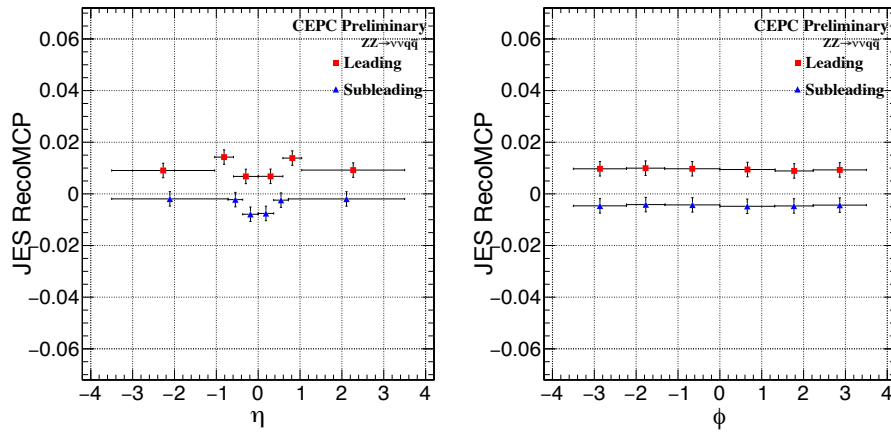 CEPC Preliminary
ZZ→ννqq̄
Leading
Subleading
JES RecoMCP
0.06
0.04
0.02
0
−0.02
−0.04
−0.06
−4 −3 −2 −1 0 1 2 3 4
η
CEPC Preliminary
ZZ→ννqq̄
Leading
Subleading
JES RecoMCP
0.06
0.04
0.02
0
−0.02
−0.04
−0.06
−4 −3 −2 −1 0 1 2 3 4
ϕ